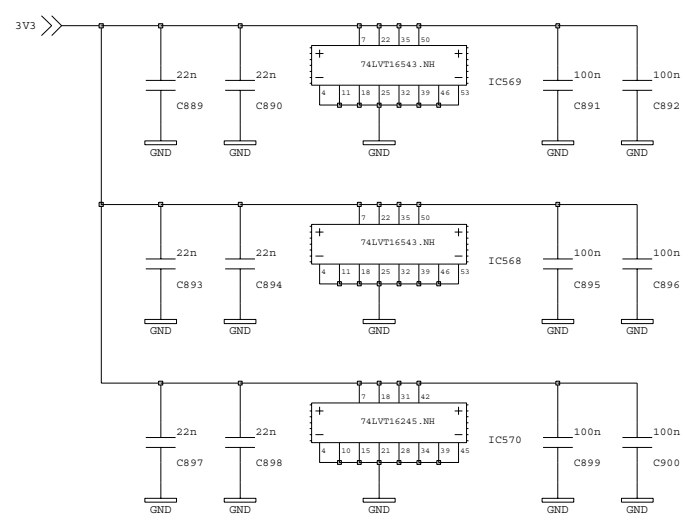 3V3
7 22 35 50
22n 22n 74LVT16543.NH 100n 100n
IC569
4 11 18 25 32 39 46 53
C889 C890 C891 C892
GND GND GND GND GND
7 22 35 50
22n 22n 74LVT16543.NH 100n 100n
IC568
4 11 18 25 32 39 46 53
C893 C894 C895 C896
GND GND GND GND GND
7 18 31 42
22n 22n 74LVT16245.NH 100n 100n
IC570
4 10 15 21 28 34 39 45
C897 C898 C899 C900
GND GND GND GND GND